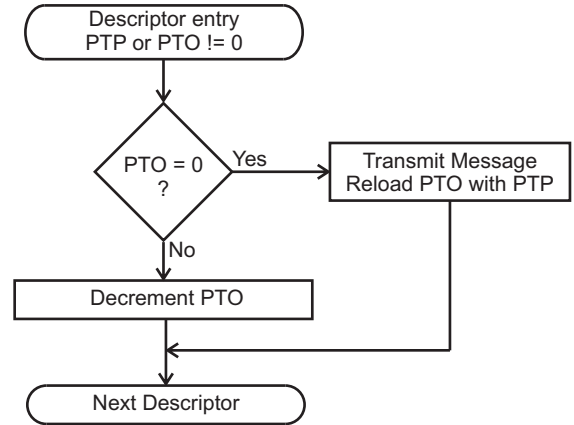 Descriptor entry
PTP or PTO != 0
PTO = 0
?
Yes
Transmit Message
Reload PTO with PTP
No
Decrement PTO
Next Descriptor